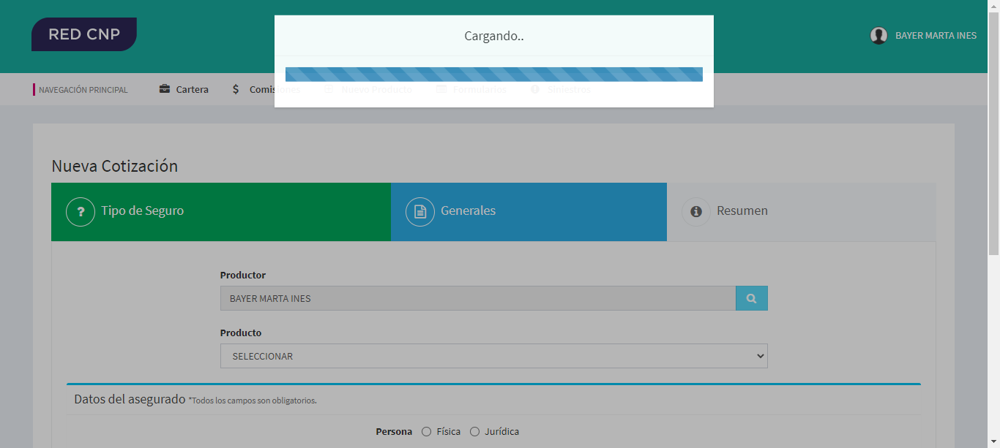 RED CNP
Cargando..
BAYER MARTA INES
NAVEGACIÓN PRINCIPAL
Cartera
Comisiones
Nuevo Producto
Formularios
Siniestros
Nueva Cotización
Tipo de Seguro
Generales
Resumen
Productor
BAYER MARTA INES
Producto
SELECCIONAR
Datos del asegurado *Todos los campos son obligatorios.
Persona Física Jurídica